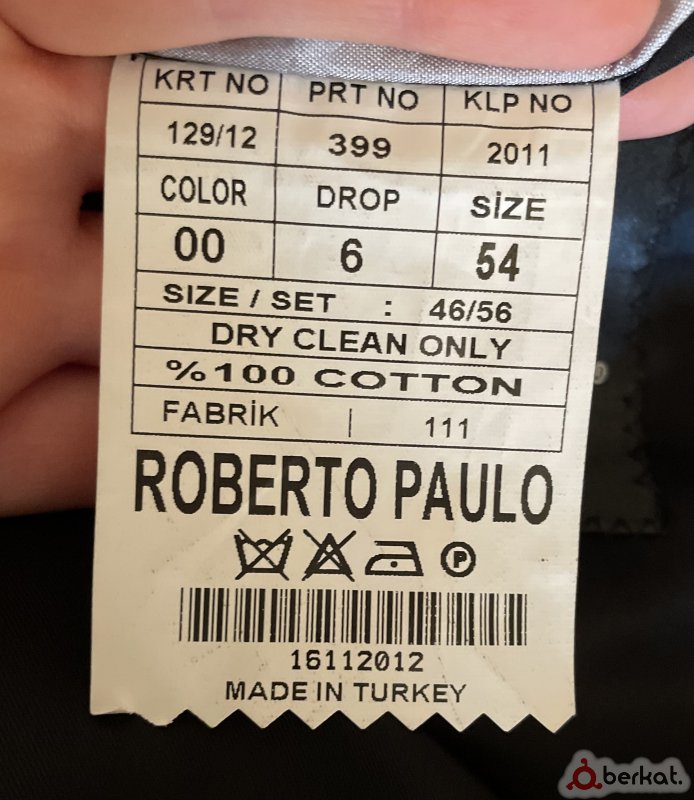 KRT NO PRT NO KLP NO
129/12 399 2011
COLOR DROP SİZE
00 6 54
SIZE / SET : 46/56
DRY CLEAN ONLY
%100 COTTON
FABRİK | 111
ROBERTO PAULO
P
16112012
MADE IN TURKEY
berkat.